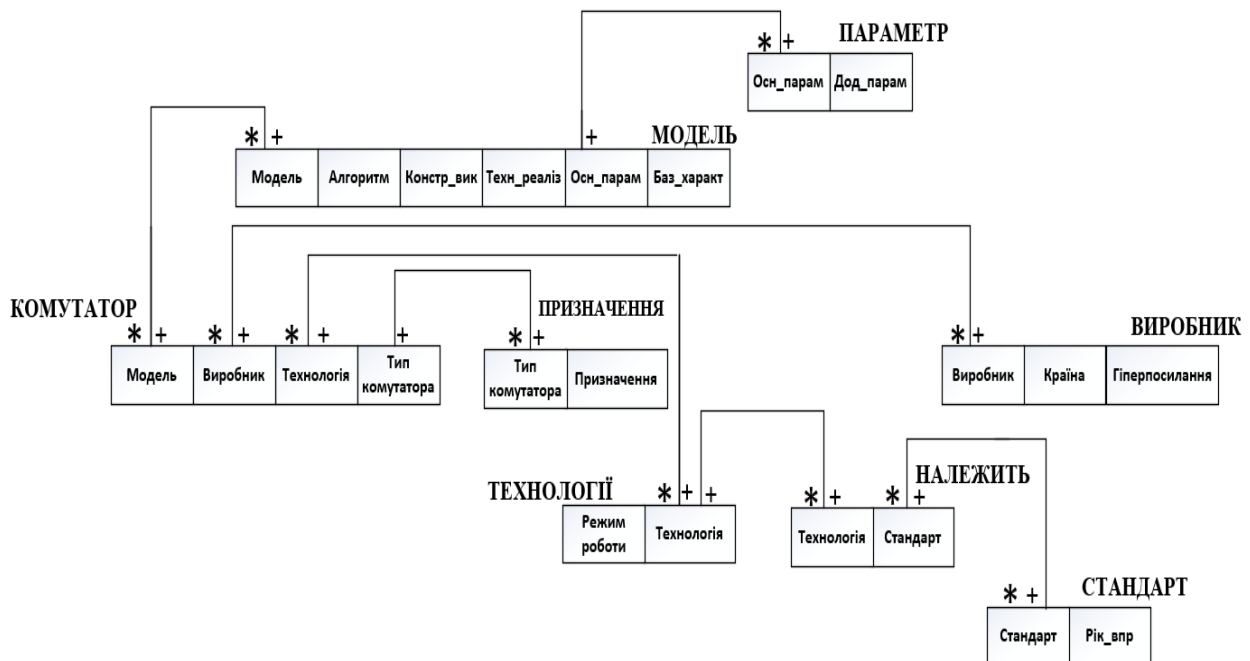 ПАРАМЕТР
* +
Осн_парам Дод_парам
* + + МОДЕЛЬ
Модель Алгоритм Констр_вик Техн_реаліз Осн_парам Баз_характ
КОМУТАТОР ПРИЗНАЧЕННЯ ВИРОБНИК
* + * + * + + * + * +
Модель Виробник Технологія Тип
комутатора
Тип
комутатора Призначення
Виробник Країна Гіперпосилання
ТЕХНОЛОГІЇ * + + * + * + НАЛЕЖИТЬ
Режим
роботи Технологія
Технологія Стандарт
* + СТАНДАРТ
Стандарт Рік_впр